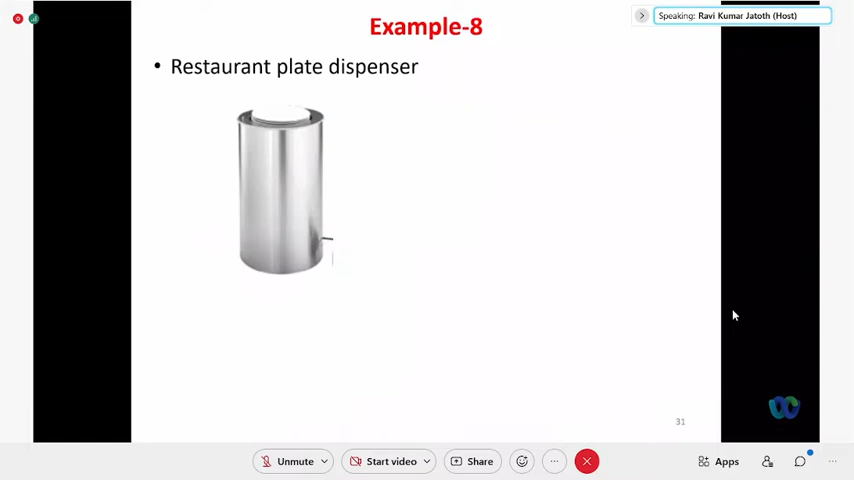 Example-8
Speaking: Ravi Kumar Jatoth (Host)
• Restaurant plate dispenser
31
Unmute
Start video
Share
Apps